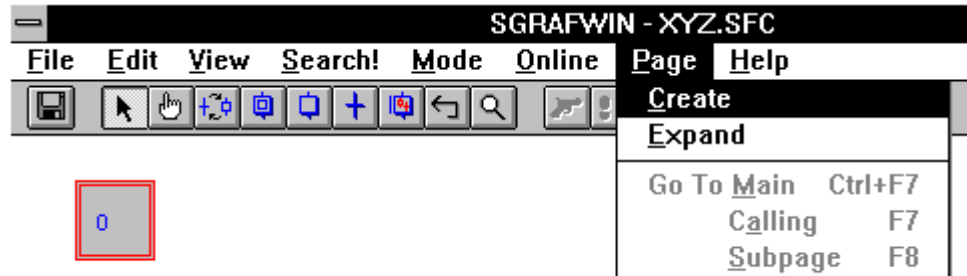 SGRAFWIN - XYZ.SFC
File Edit View Search! Mode Online Page Help
Create
Expand
Go To Main Ctrl+F7
Calling F7
Subpage F8
0